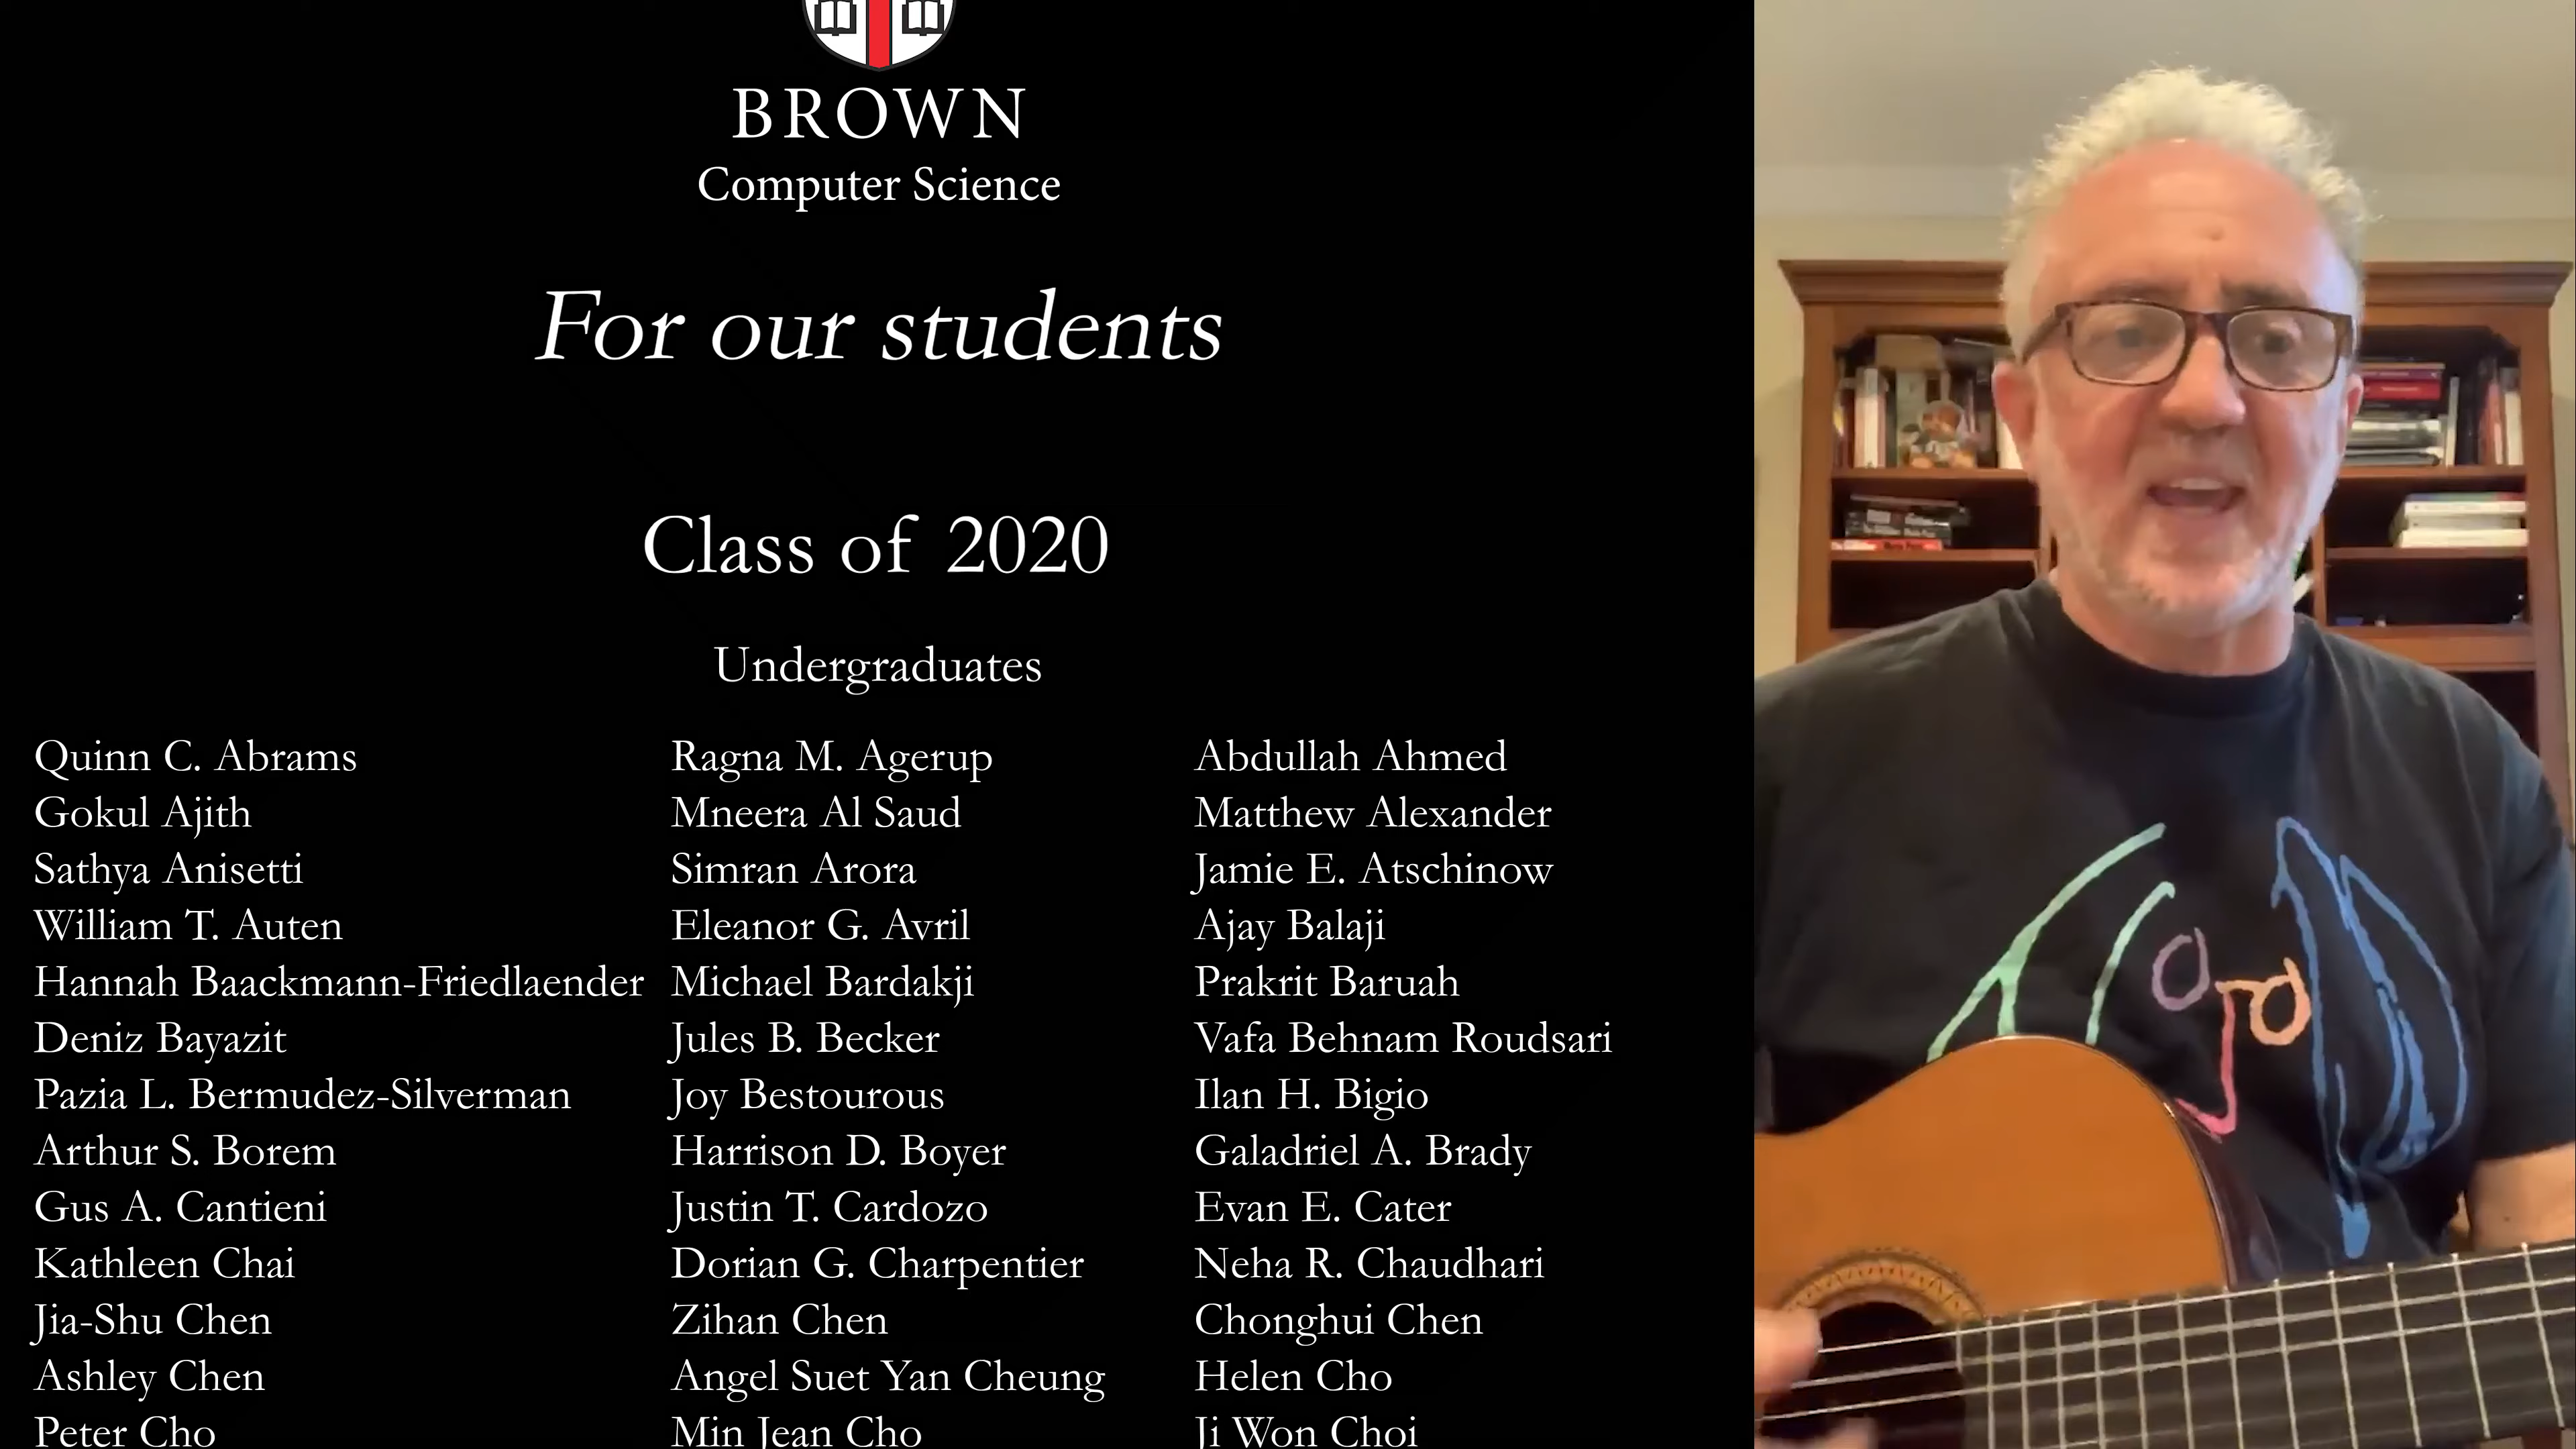 BROWN
Computer Science
For our students
Class of 2020
Undergraduates
Quinn C. Abrams
Ragna M. Agerup
Abdullah Ahmed
Gokul Ajith
Mneera Al Saud
Matthew Alexander
Sathya Anisetti
Simran Arora
Jamie E. Atschinow
William T. Auten
Eleanor G. Avril
Ajay Balaji
Hannah Baackmann-Friedlaender
Michael Bardakji
Prakrit Baruah
Deniz Bayazit
Jules B. Becker
Vafa Behnam Roudsari
Pazia L. Bermudez-Silverman
Joy Bestourous
Ilan H. Bigio
Arthur S. Borem
Harrison D. Boyer
Galadriel A. Brady
Gus A. Cantieni
Justin T. Cardozo
Evan E. Cater
Kathleen Chai
Dorian G. Charpentier
Neha R. Chaudhari
Jia-Shu Chen
Zihan Chen
Chonghui Chen
Ashley Chen
Angel Suet Yan Cheung
Helen Cho
Peter Cho
Min Jean Cho
Ji Won Choi